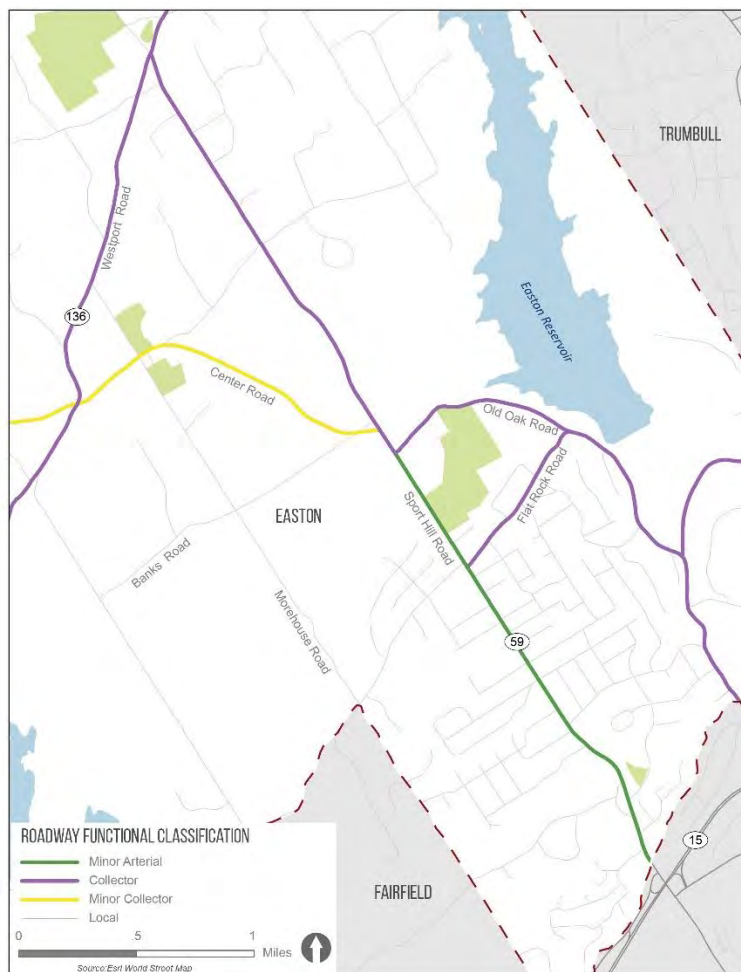 TRUMBULL
Westport Road
136
Easton Reservoir
Center Road
Old Oak Road
Flat Rock Road
EASTON
Sport Hill Road
Banks Road
Morehouse Road
59
15
FAIRFIELD
ROADWAY FUNCTIONAL CLASSIFICATION
Minor Arterial
Collector
Minor Collector
Local
0 .5 1
Miles
Source:Esri World Street Map